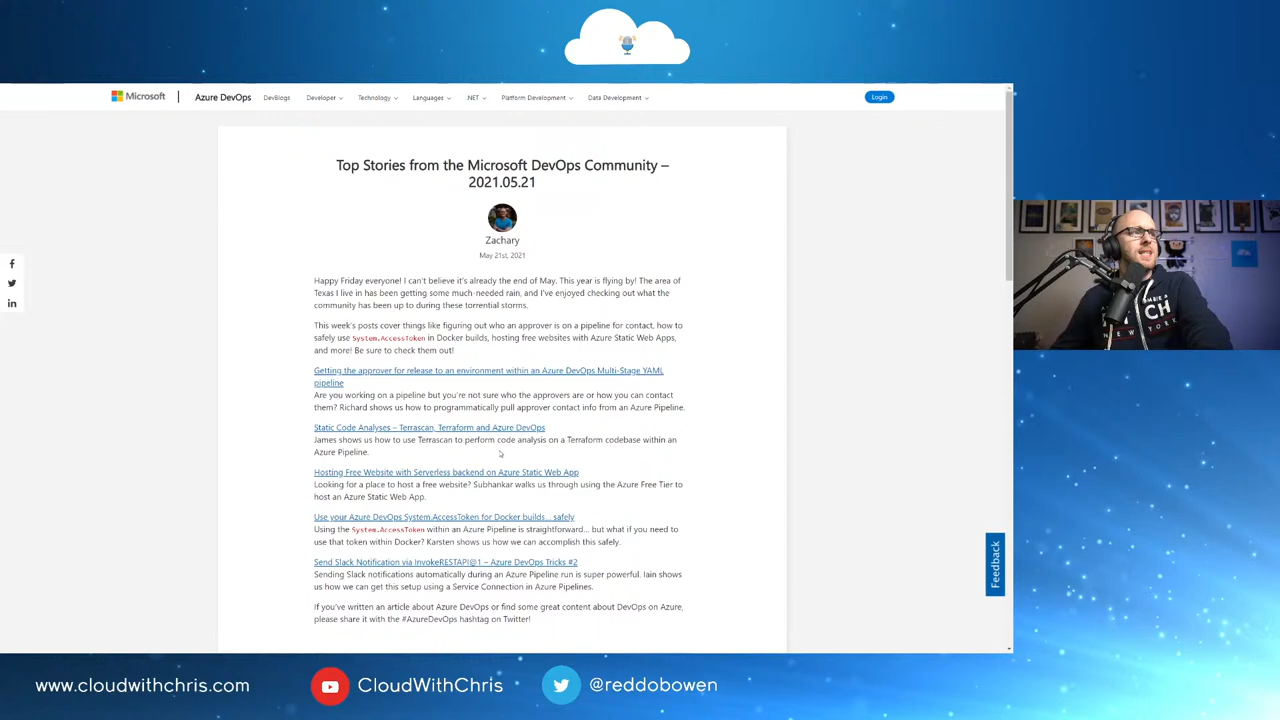 Microsoft
Azure DevOps
DevBlogs
Developer
Technology
Languages
.NET
Platform Development
Data Development
Login
Top Stories from the Microsoft DevOps Community –
2021.05.21
Zachary
May 21st, 2021
Happy Friday everyone! I can't believe it's already the end of May. This year is flying by! The area of
Texas I live in has been getting some much-needed rain, and I've enjoyed checking out what the
community has been up to during these torrential storms.
This week's posts cover things like figuring out who an approver is on a pipeline for contact, how to
safely use System.AccessToken in Docker builds, hosting free websites with Azure Static Web Apps,
and more! Be sure to check them out!
Getting the approver for release to an environment within an Azure DevOps Multi-Stage YAML
pipeline
Are you working on a pipeline but you're not sure who the approvers are or how you can contact
them? Richard shows us how to programmatically pull approver contact info from an Azure Pipeline.
Static Code Analyses – Terrascan, Terraform and Azure DevOps
James shows us how to use Terrascan to perform code analysis on a Terraform codebase within an
Azure Pipeline.
Hosting Free Website with Serverless backend on Azure Static Web App
Looking for a place to host a free website? Subhankar walks us through using the Azure Free Tier to
host an Azure Static Web App.
Use your Azure DevOps System.AccessToken for Docker builds… safely
Using the System.AccessToken within an Azure Pipeline is straightforward… but what if you need to
use that token within Docker? Karsten shows us how we can accomplish this safely.
Send Slack Notification via InvokeRESTAPI@1 – Azure DevOps Tricks #2
Sending Slack notifications automatically during an Azure Pipeline run is super powerful. Iain shows
us how we can get this setup using a Service Connection in Azure Pipelines.
If you've written an article about Azure DevOps or find some great content about DevOps on Azure,
please share it with the #AzureDevOps hashtag on Twitter!
Feedback
NEW YORK
www.cloudwithchris.com
CloudWithChris
@reddobowen